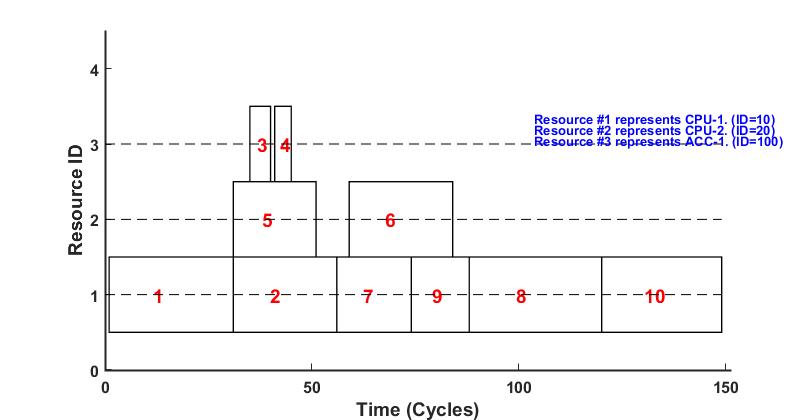 4
Resource #1 represents CPU-1. (ID=10)
Resource #2 represents CPU-2. (ID=20)
Resource #3 represents ACC-1. (ID=100)
3
3 4
Resource ID
2
5 6
1
1 2 7 9 8 10
0
0 50 100 150
Time (Cycles)